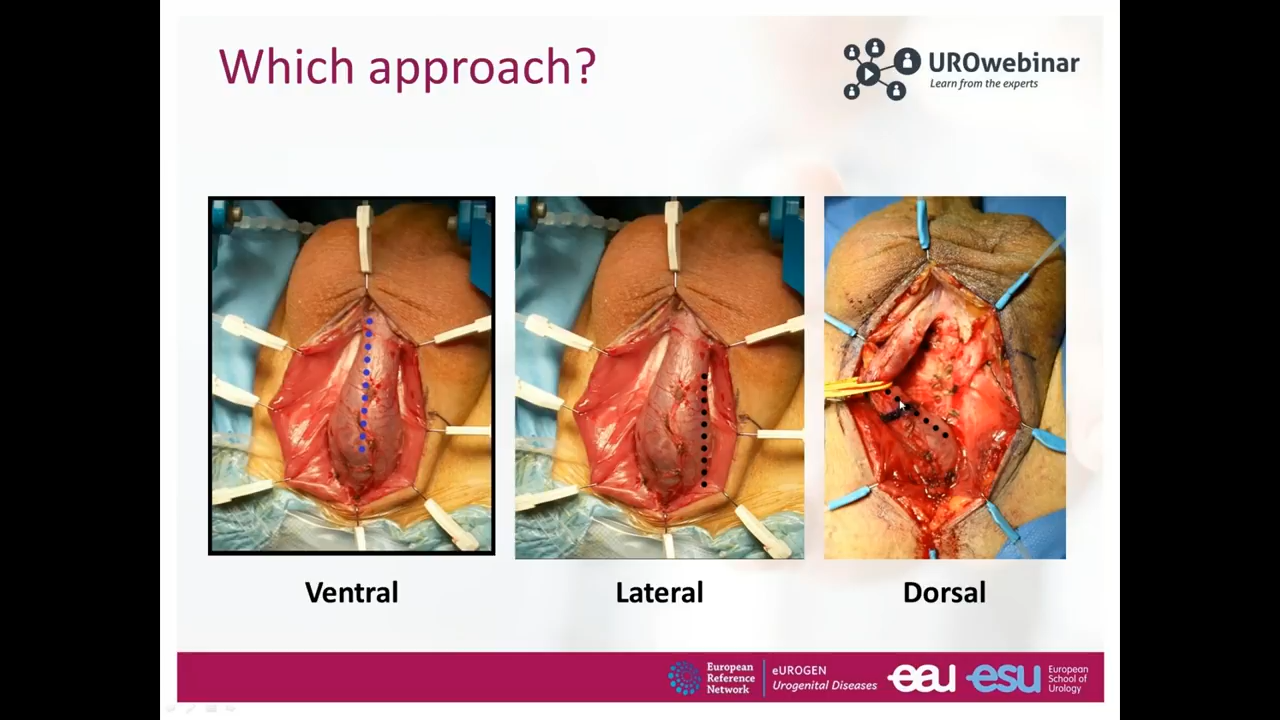 Which approach?
UROwebinar
Learn from the experts
Ventral
Lateral
Dorsal
European
Reference
Network
eUROGEN
Urogenital Diseases
eau
esu
European
School of
Urology